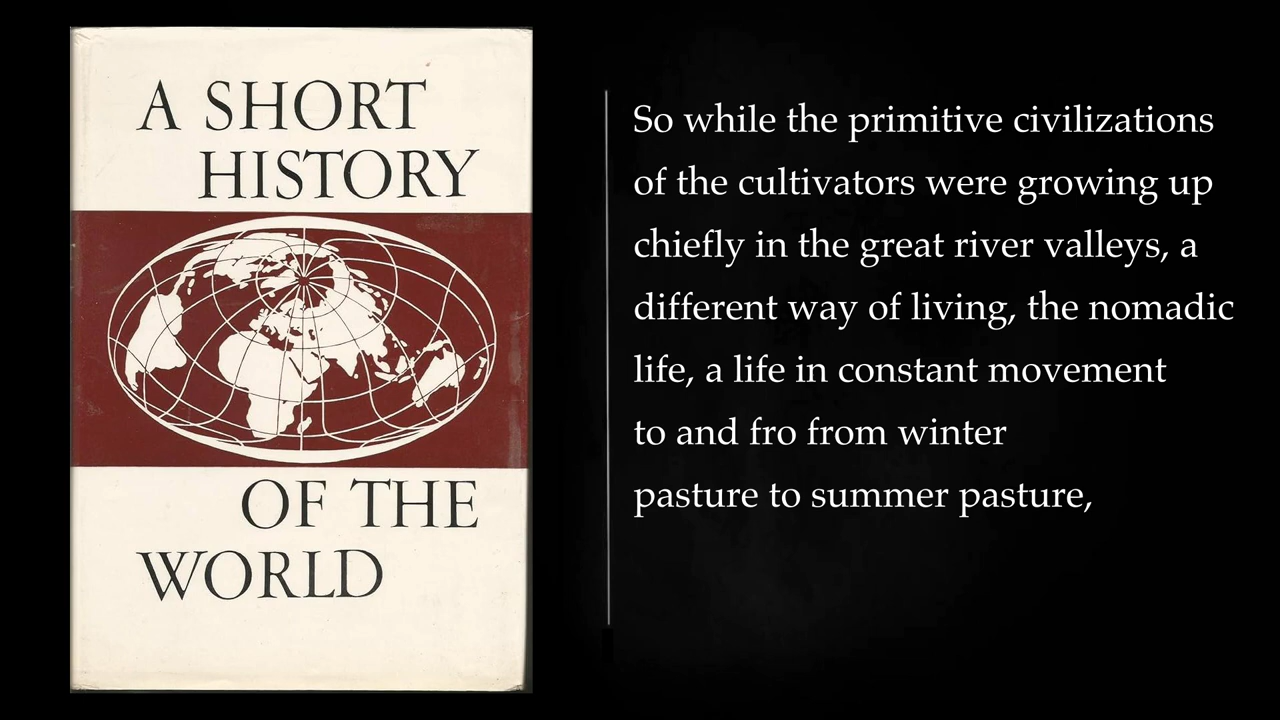 A SHORT
HISTORY
OF THE
WORLD
So while the primitive civilizations
of the cultivators were growing up
chiefly in the great river valleys, a
different way of living, the nomadic
life, a life in constant movement
to and fro from winter
pasture to summer pasture,